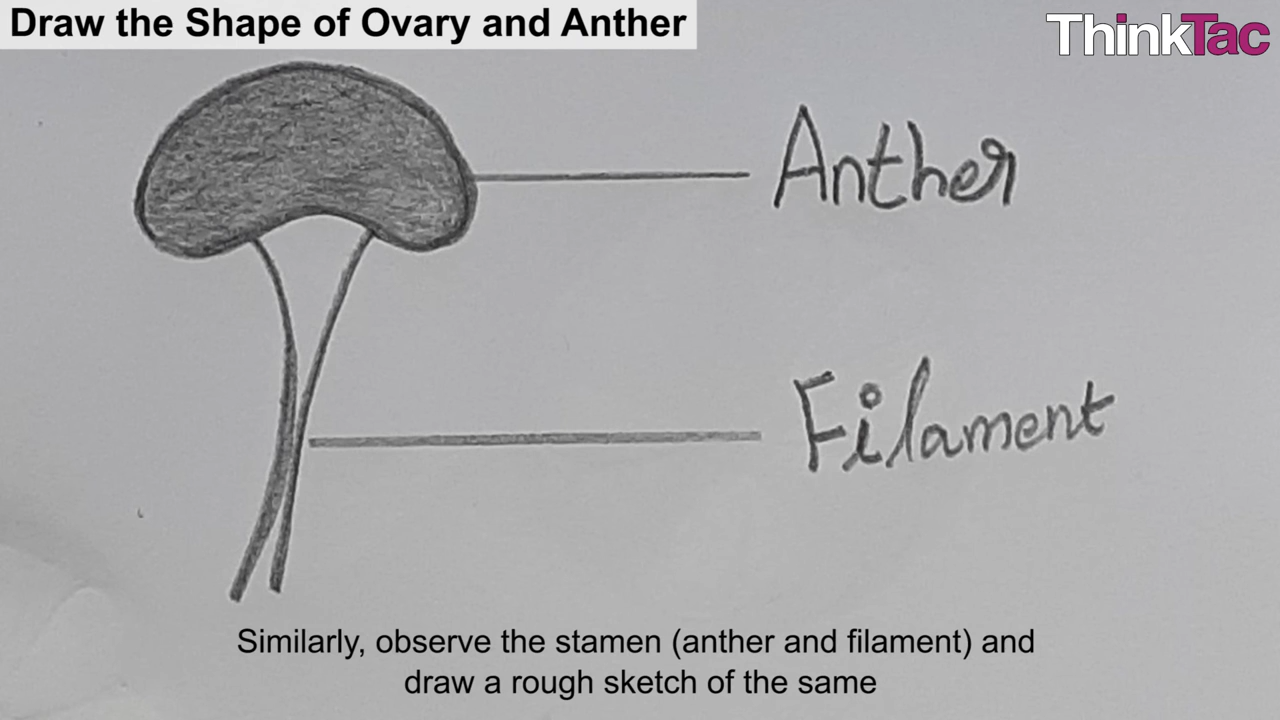 Draw the Shape of Ovary and Anther
ThinkTac
Anther
Filament
Similarly, observe the stamen (anther and filament) and
draw a rough sketch of the same